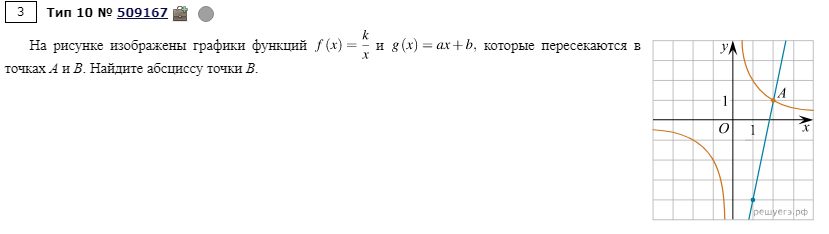 3 Тип 10 № 509167
На рисунке изображены графики функций f(x) = k/x и g(x) = ax + b, которые пересекаются в
точках A и B. Найдите абсциссу точки B.
y
A
1
O 1 x
решуегэ.рф